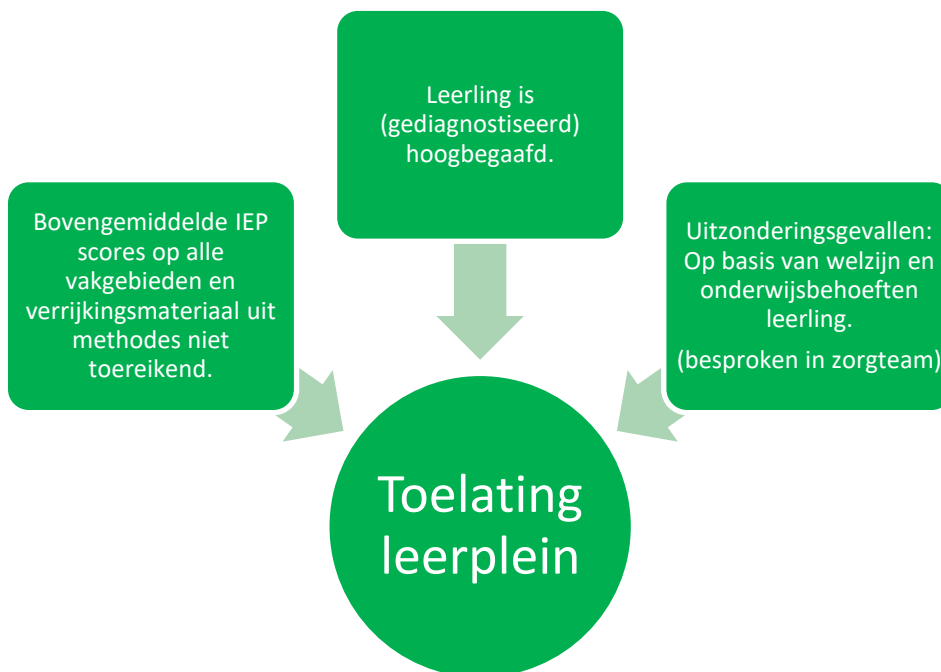 Leerling is
(gediagnostiseerd)
hoogbegaafd.
Bovengemiddelde IEP
scores op alle
vakgebieden en
verrijkingsmateriaal uit
methodes niet
toereikend.
Uitzonderingsgevallen:
Op basis van welzijn en
onderwijsbehoeften
leerling.
(besproken in zorgteam)
Toelating
leerplein